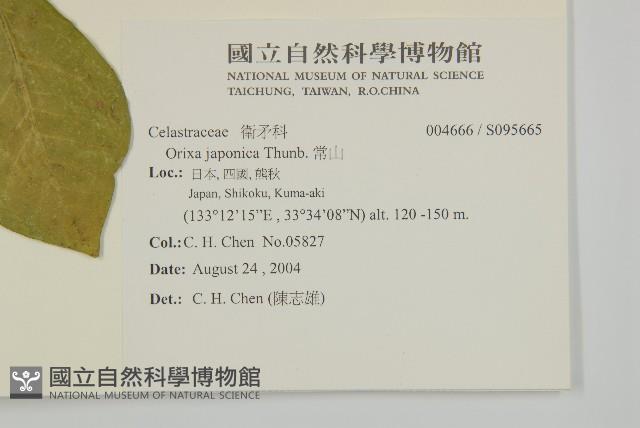 國立自然科學博物館
NATIONAL MUSEUM OF NATURAL SCIENCE
TAICHUNG, TAIWAN, R.O.CHINA
Celastraceae 衛矛科 004666 / S095665
Orixa japonica Thunb. 常山
Loc.: 日本, 四國, 熊秋
Japan, Shikoku, Kuma-aki
(133°12'15"E , 33°34'08"N) alt. 120 -150 m.
Col.: C. H. Chen No.05827
Date: August 24 , 2004
Det.: C. H. Chen (陳志雄)
國立自然科學博物館
NATIONAL MUSEUM OF NATURAL SCIENCE